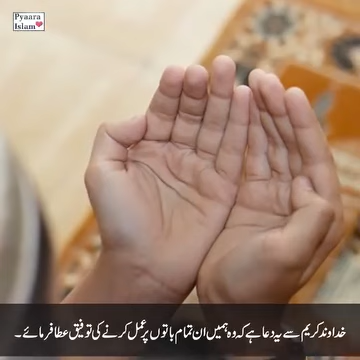 Pyaara
Islam
خداوند کریم سے یہ دعا ہے کہ وہ ہمیں ان تمام باتوں پر عمل کرنے کی توفیق عطا فرمائے۔